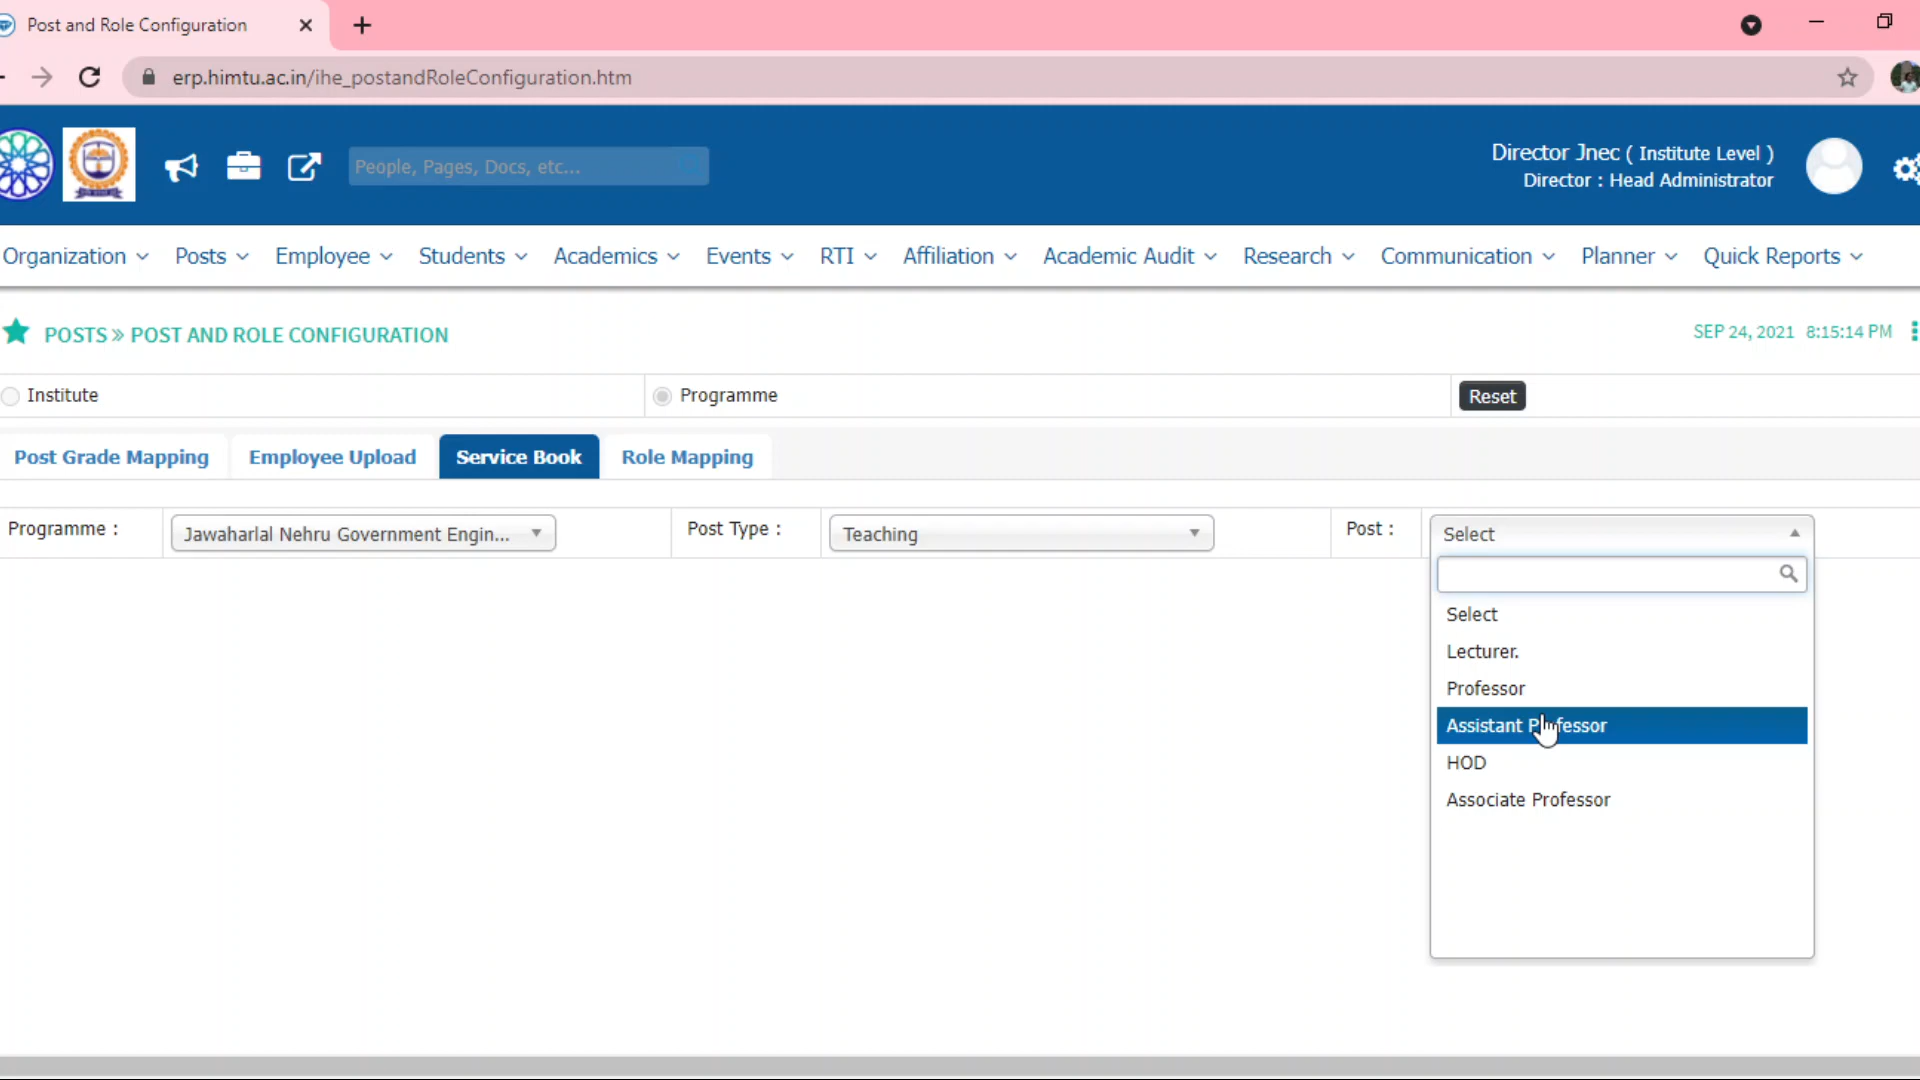 Post and Role Configuration
erp.himtu.ac.in/ihe_postandRoleConfiguration.htm
People, Pages, Docs, etc...
Director Jnec ( Institute Level )
Director : Head Administrator
Organization Posts Employee Students Academics Events RTI Affiliation Academic Audit Research Communication Planner Quick Reports
POSTS » POST AND ROLE CONFIGURATION
SEP 24, 2021 8:15:14 PM
Institute Programme Reset
Post Grade Mapping Employee Upload Service Book Role Mapping
Programme : Jawaharlal Nehru Government Engin... Post Type : Teaching Post : Select
Select
Lecturer.
Professor
Assistant Professor
HOD
Associate Professor